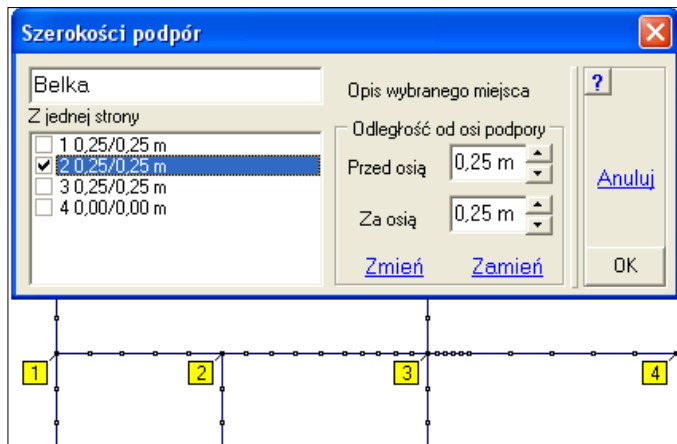 Szerokości podpór
Belka
Opis wybranego miejsca
?
Z jednej strony
Odległość od osi podpory
1 0,25/0,25 m
2 0,25/0,25 m
3 0,25/0,25 m
4 0,00/0,00 m
Przed osią 0,25 m
Za osią 0,25 m
Anuluj
Zmień Zamień
OK
1 2 3 4